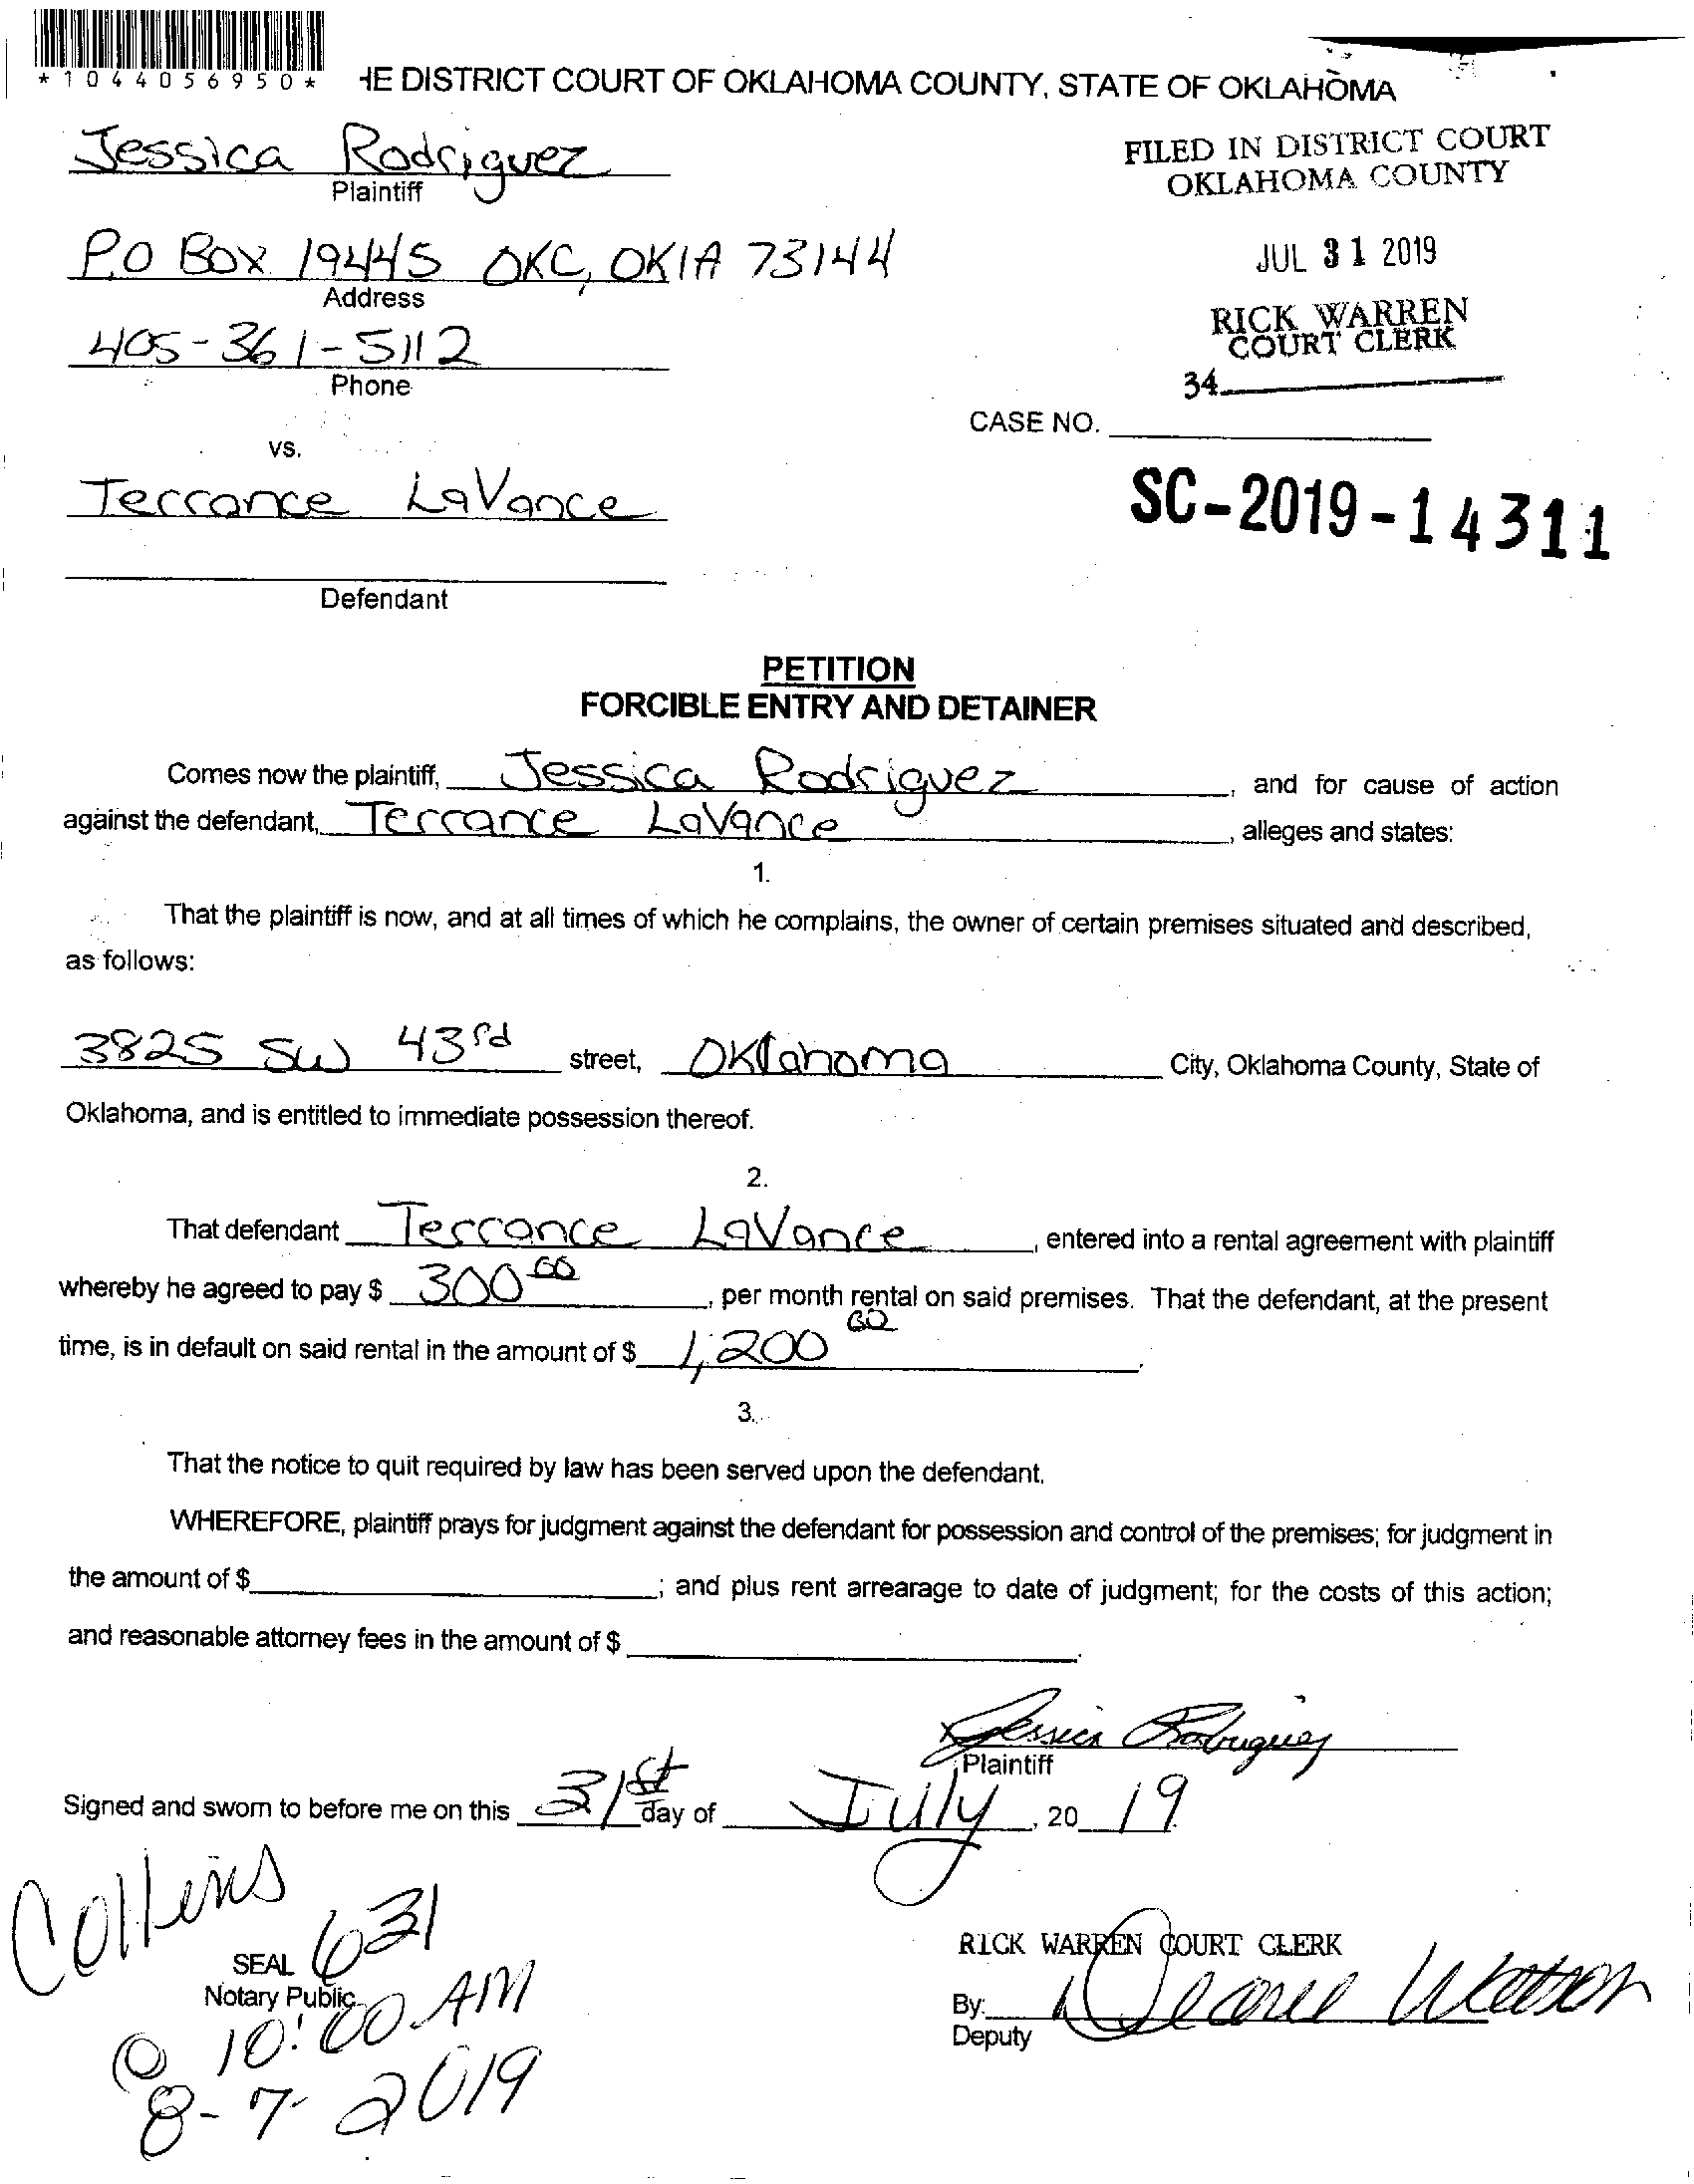 *1044056950*
HE DISTRICT COURT OF OKLAHOMA COUNTY, STATE OF OKLAHOMA
Jessica Rodriguez
Plaintiff
FILED IN DISTRICT COURT
OKLAHOMA COUNTY
P.O Box 19445 OKC, OKlA 73144
Address
JUL 31 2019
405-361-5112
Phone
RICK WARREN
COURT CLERK
34
CASE NO.
vs.
Terrance LaVance
SC-2019-14311
Defendant
PETITION
FORCIBLE ENTRY AND DETAINER
Comes now the plaintiff, Jessica Rodriguez, and for cause of action
against the defendant, Terrance LaVance, alleges and states:
1.
That the plaintiff is now, and at all times of which he complains, the owner of certain premises situated and described,
as follows:
3825 SW 43rd street, Oklahoma City, Oklahoma County, State of
Oklahoma, and is entitled to immediate possession thereof.
2.
That defendant Terrance LaVance, entered into a rental agreement with plaintiff
whereby he agreed to pay $ 300 00, per month rental on said premises. That the defendant, at the present
time, is in default on said rental in the amount of $ 1,200 00.
3.
That the notice to quit required by law has been served upon the defendant.
WHEREFORE, plaintiff prays for judgment against the defendant for possession and control of the premises; for judgment in
the amount of $ ; and plus rent arrearage to date of judgment; for the costs of this action;
and reasonable attorney fees in the amount of $ .
x Jessica Rodriguez
Plaintiff
Signed and sworn to before me on this 31st day of July, 20 19.
Collins
631
SEAL
Notary Public
RICK WARREN COURT CLERK
By: Watson
Deputy
@ 10:00 AM
8-7-2019